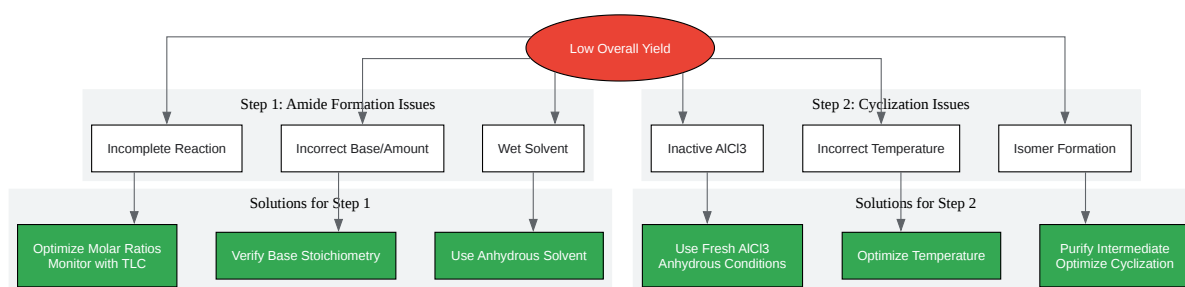 Low Overall Yield
Step 1: Amide Formation Issues
Step 2: Cyclization Issues
Incomplete Reaction
Incorrect Base/Amount
Wet Solvent
Inactive AlCl3
Incorrect Temperature
Isomer Formation
Solutions for Step 1
Solutions for Step 2
Optimize Molar Ratios
Monitor with TLC
Verify Base Stoichiometry
Use Anhydrous Solvent
Use Fresh AlCl3
Anhydrous Conditions
Optimize Temperature
Purify Intermediate
Optimize Cyclization